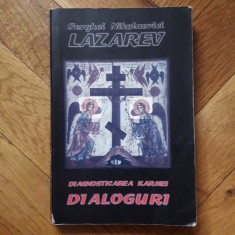 Serghei Nikolaevici
LAZAREV
DIAGNOSTICAREA KARMEI
DIALOGURI